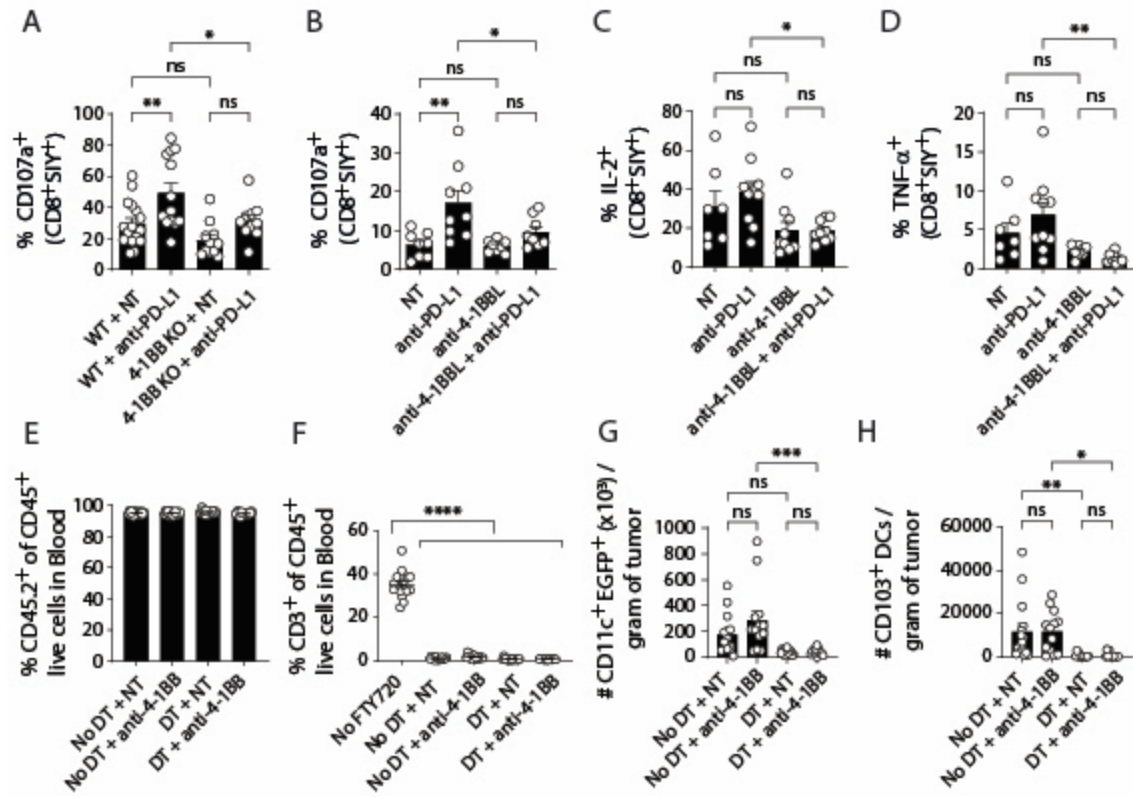 A
% CD107a+
(CD8+SIY+)
100
80
60
40
20
0
**
ns
ns
*
WT + NT
WT + anti-PD-L1
4-1BB KO + NT
4-1BB KO + anti-PD-L1
B
% CD107a+
(CD8+SIY+)
40
30
20
10
0
**
ns
ns
*
NT
anti-PD-L1
anti-4-1BBL
anti-4-1BBL + anti-PD-L1
C
% IL-2+
(CD8+SIY+)
80
60
40
20
0
ns
ns
ns
*
NT
anti-PD-L1
anti-4-1BBL
anti-4-1BBL + anti-PD-L1
D
% TNF-α+
(CD8+SIY+)
20
15
10
5
0
ns
ns
ns
**
NT
anti-PD-L1
anti-4-1BBL
anti-4-1BBL + anti-PD-L1
E
% CD45.2+ of CD45+
live cells in Blood
100
80
60
40
20
0
No DT + NT
No DT + anti-4-1BB
DT + NT
DT + anti-4-1BB
F
% CD3+ of CD45+
live cells in Blood
60
40
20
0
****
No FTY720
No DT + NT
No DT + anti-4-1BB
DT + NT
DT + anti-4-1BB
G
# CD11c+EGFP+ (x10³) /
gram of tumor
1000
800
600
400
200
0
ns
ns
ns
***
No DT + NT
No DT + anti-4-1BB
DT + NT
DT + anti-4-1BB
H
# CD103+ DCs /
gram of tumor
60000
40000
20000
0
ns
ns
**
*
No DT + NT
No DT + anti-4-1BB
DT + NT
DT + anti-4-1BB